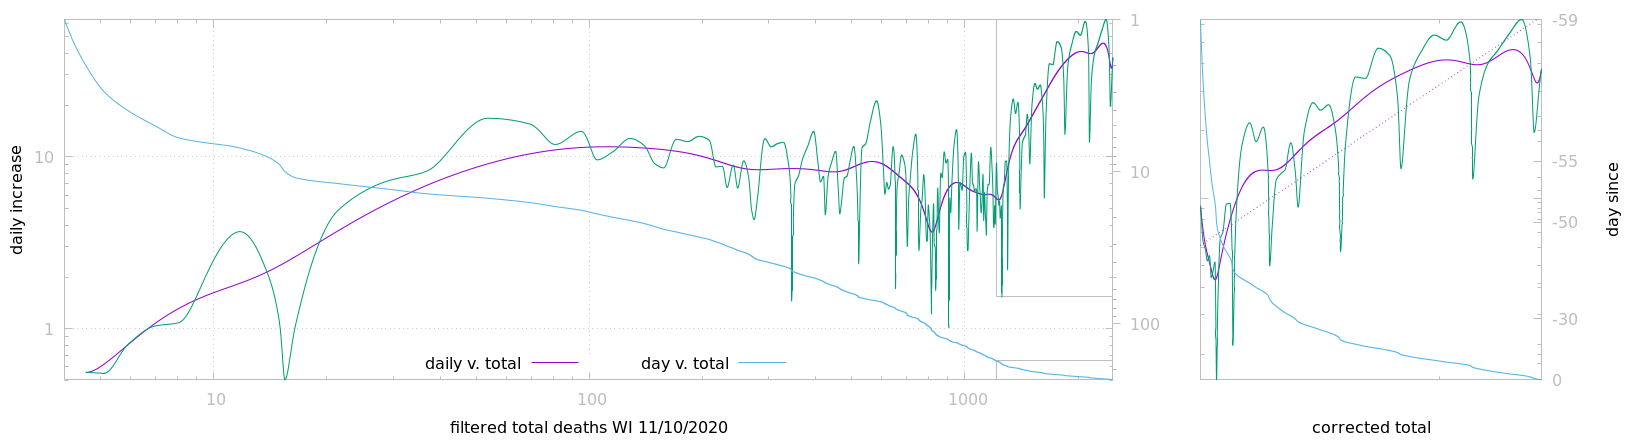 daily increase
10
1
10
100
1000
1
10
100
daily v. total
day v. total
filtered total deaths WI 11/10/2020
-59
-55
-50
-30
0
day since
corrected total